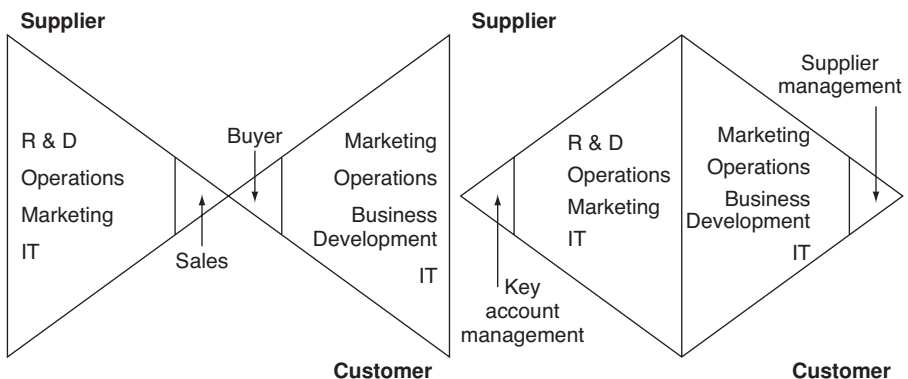 Supplier
R & D
Operations
Marketing
IT
Sales
Buyer
Marketing
Operations
Business
Development
IT
Customer
Supplier
Key
account
management
R & D
Operations
Marketing
IT
Marketing
Operations
Business
Development
IT
Supplier
management
Customer